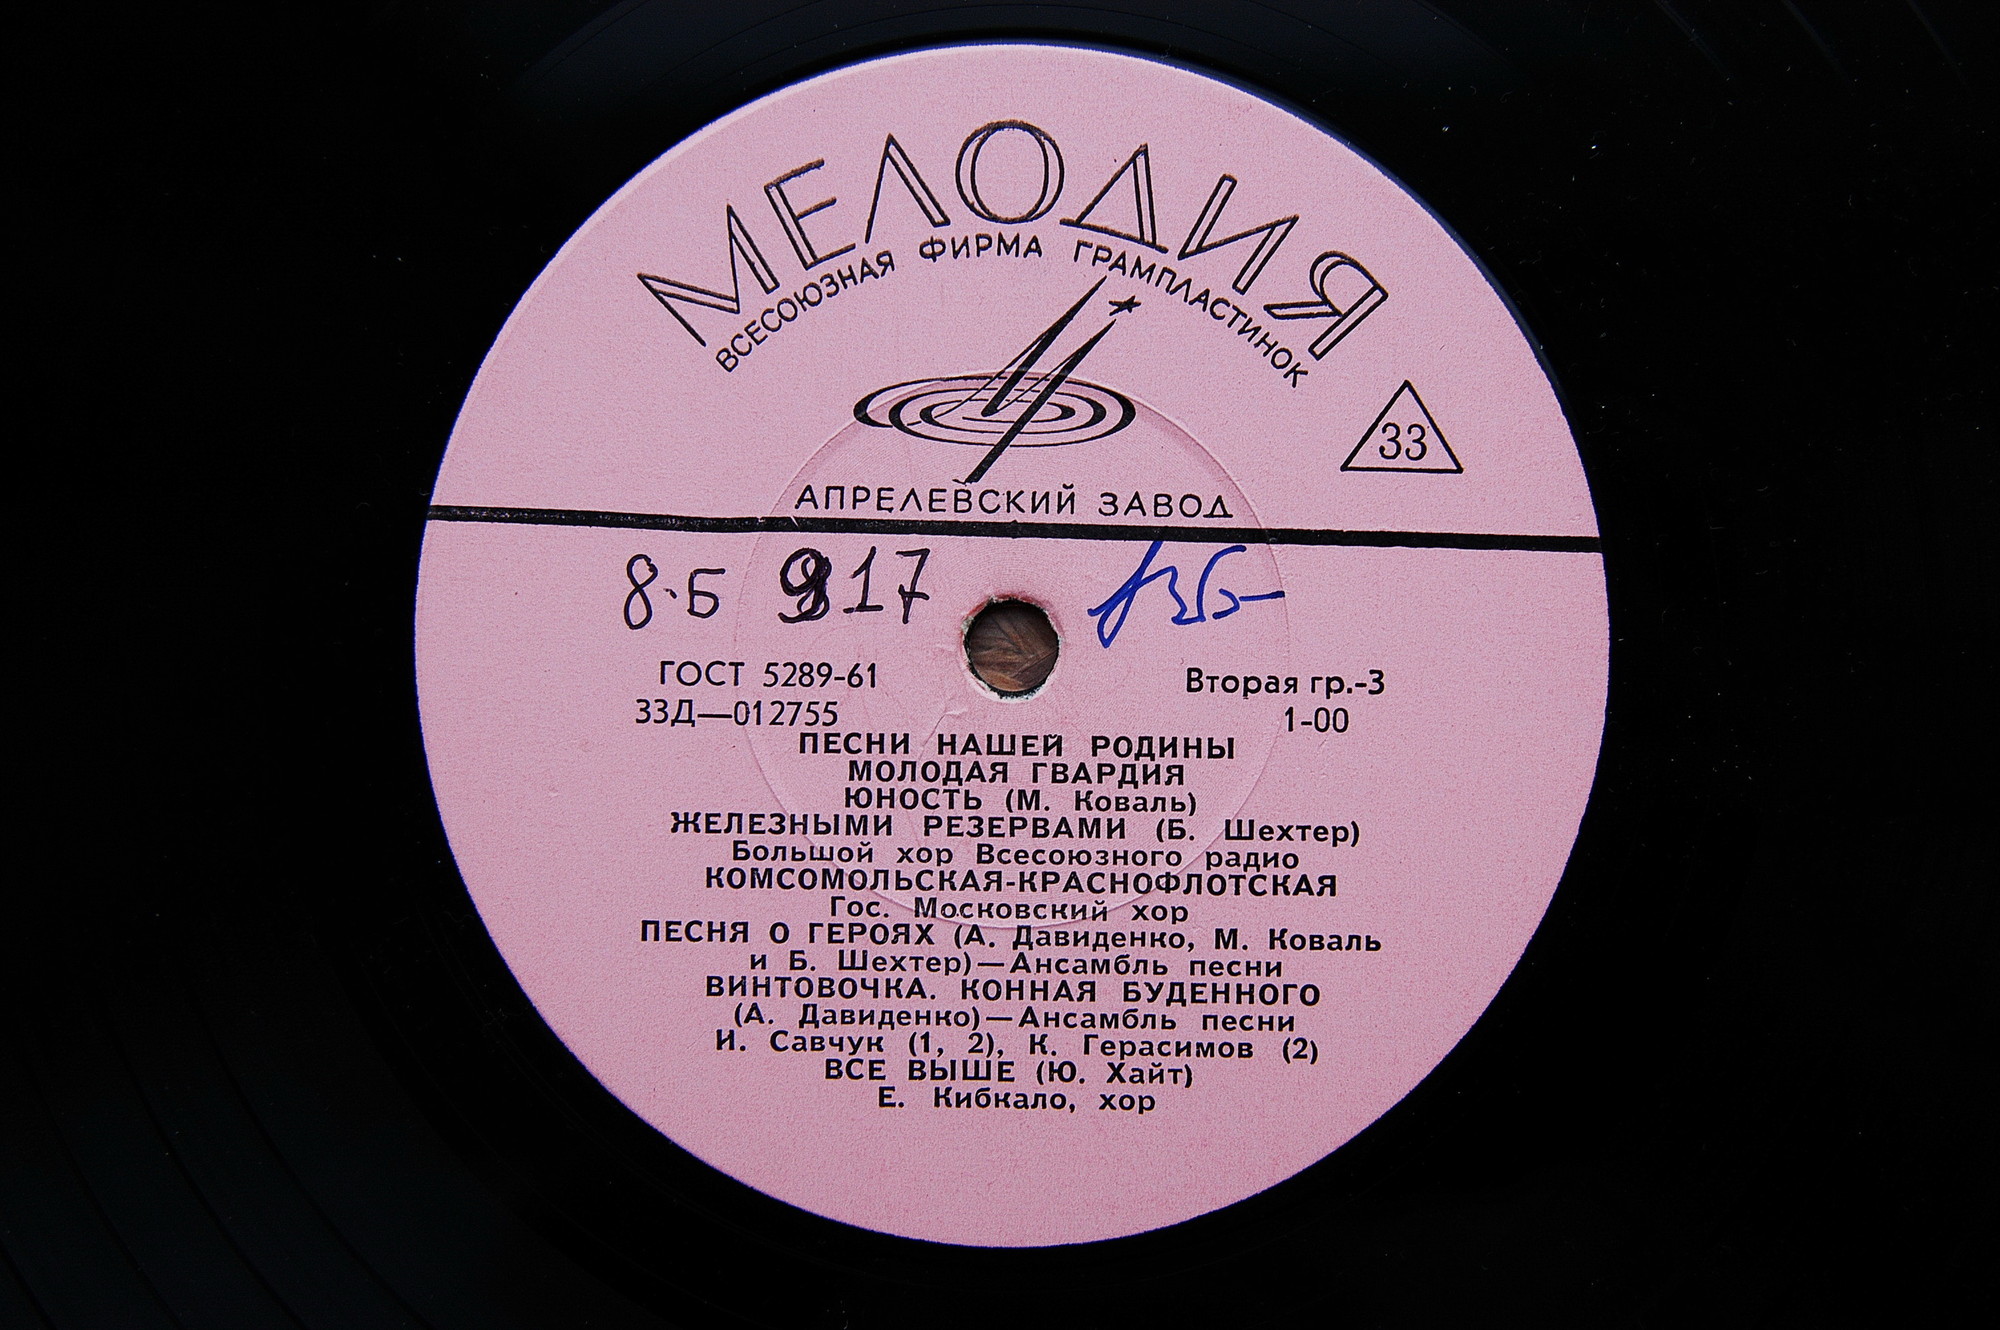 МЕЛОДИЯ
ВСЕСОЮЗНАЯ ФИРМА ГРАМПЛАСТИНОК
33
АПРЕЛЕВСКИЙ ЗАВОД
8.Б 917
ГОСТ 5289-61 Вторая гр.-3
33Д—012755 1-00
ПЕСНИ НАШЕЙ РОДИНЫ
МОЛОДАЯ ГВАРДИЯ
ЮНОСТЬ (М. Коваль)
ЖЕЛЕЗНЫМИ РЕЗЕРВАМИ (Б. Шехтер)
Большой хор Всесоюзного радио
КОМСОМОЛЬСКАЯ-КРАСНОФЛОТСКАЯ
Гос. Московский хор
ПЕСНЯ О ГЕРОЯХ (А. Давиденко, М. Коваль
и Б. Шехтер)—Ансамбль песни
ВИНТОВОЧКА. КОННАЯ БУДЕННОГО
(А. Давиденко)—Ансамбль песни
И. Савчук (1, 2), К. Герасимов (2)
ВСЕ ВЫШЕ (Ю. Хайт)
Е. Кибкало, хор